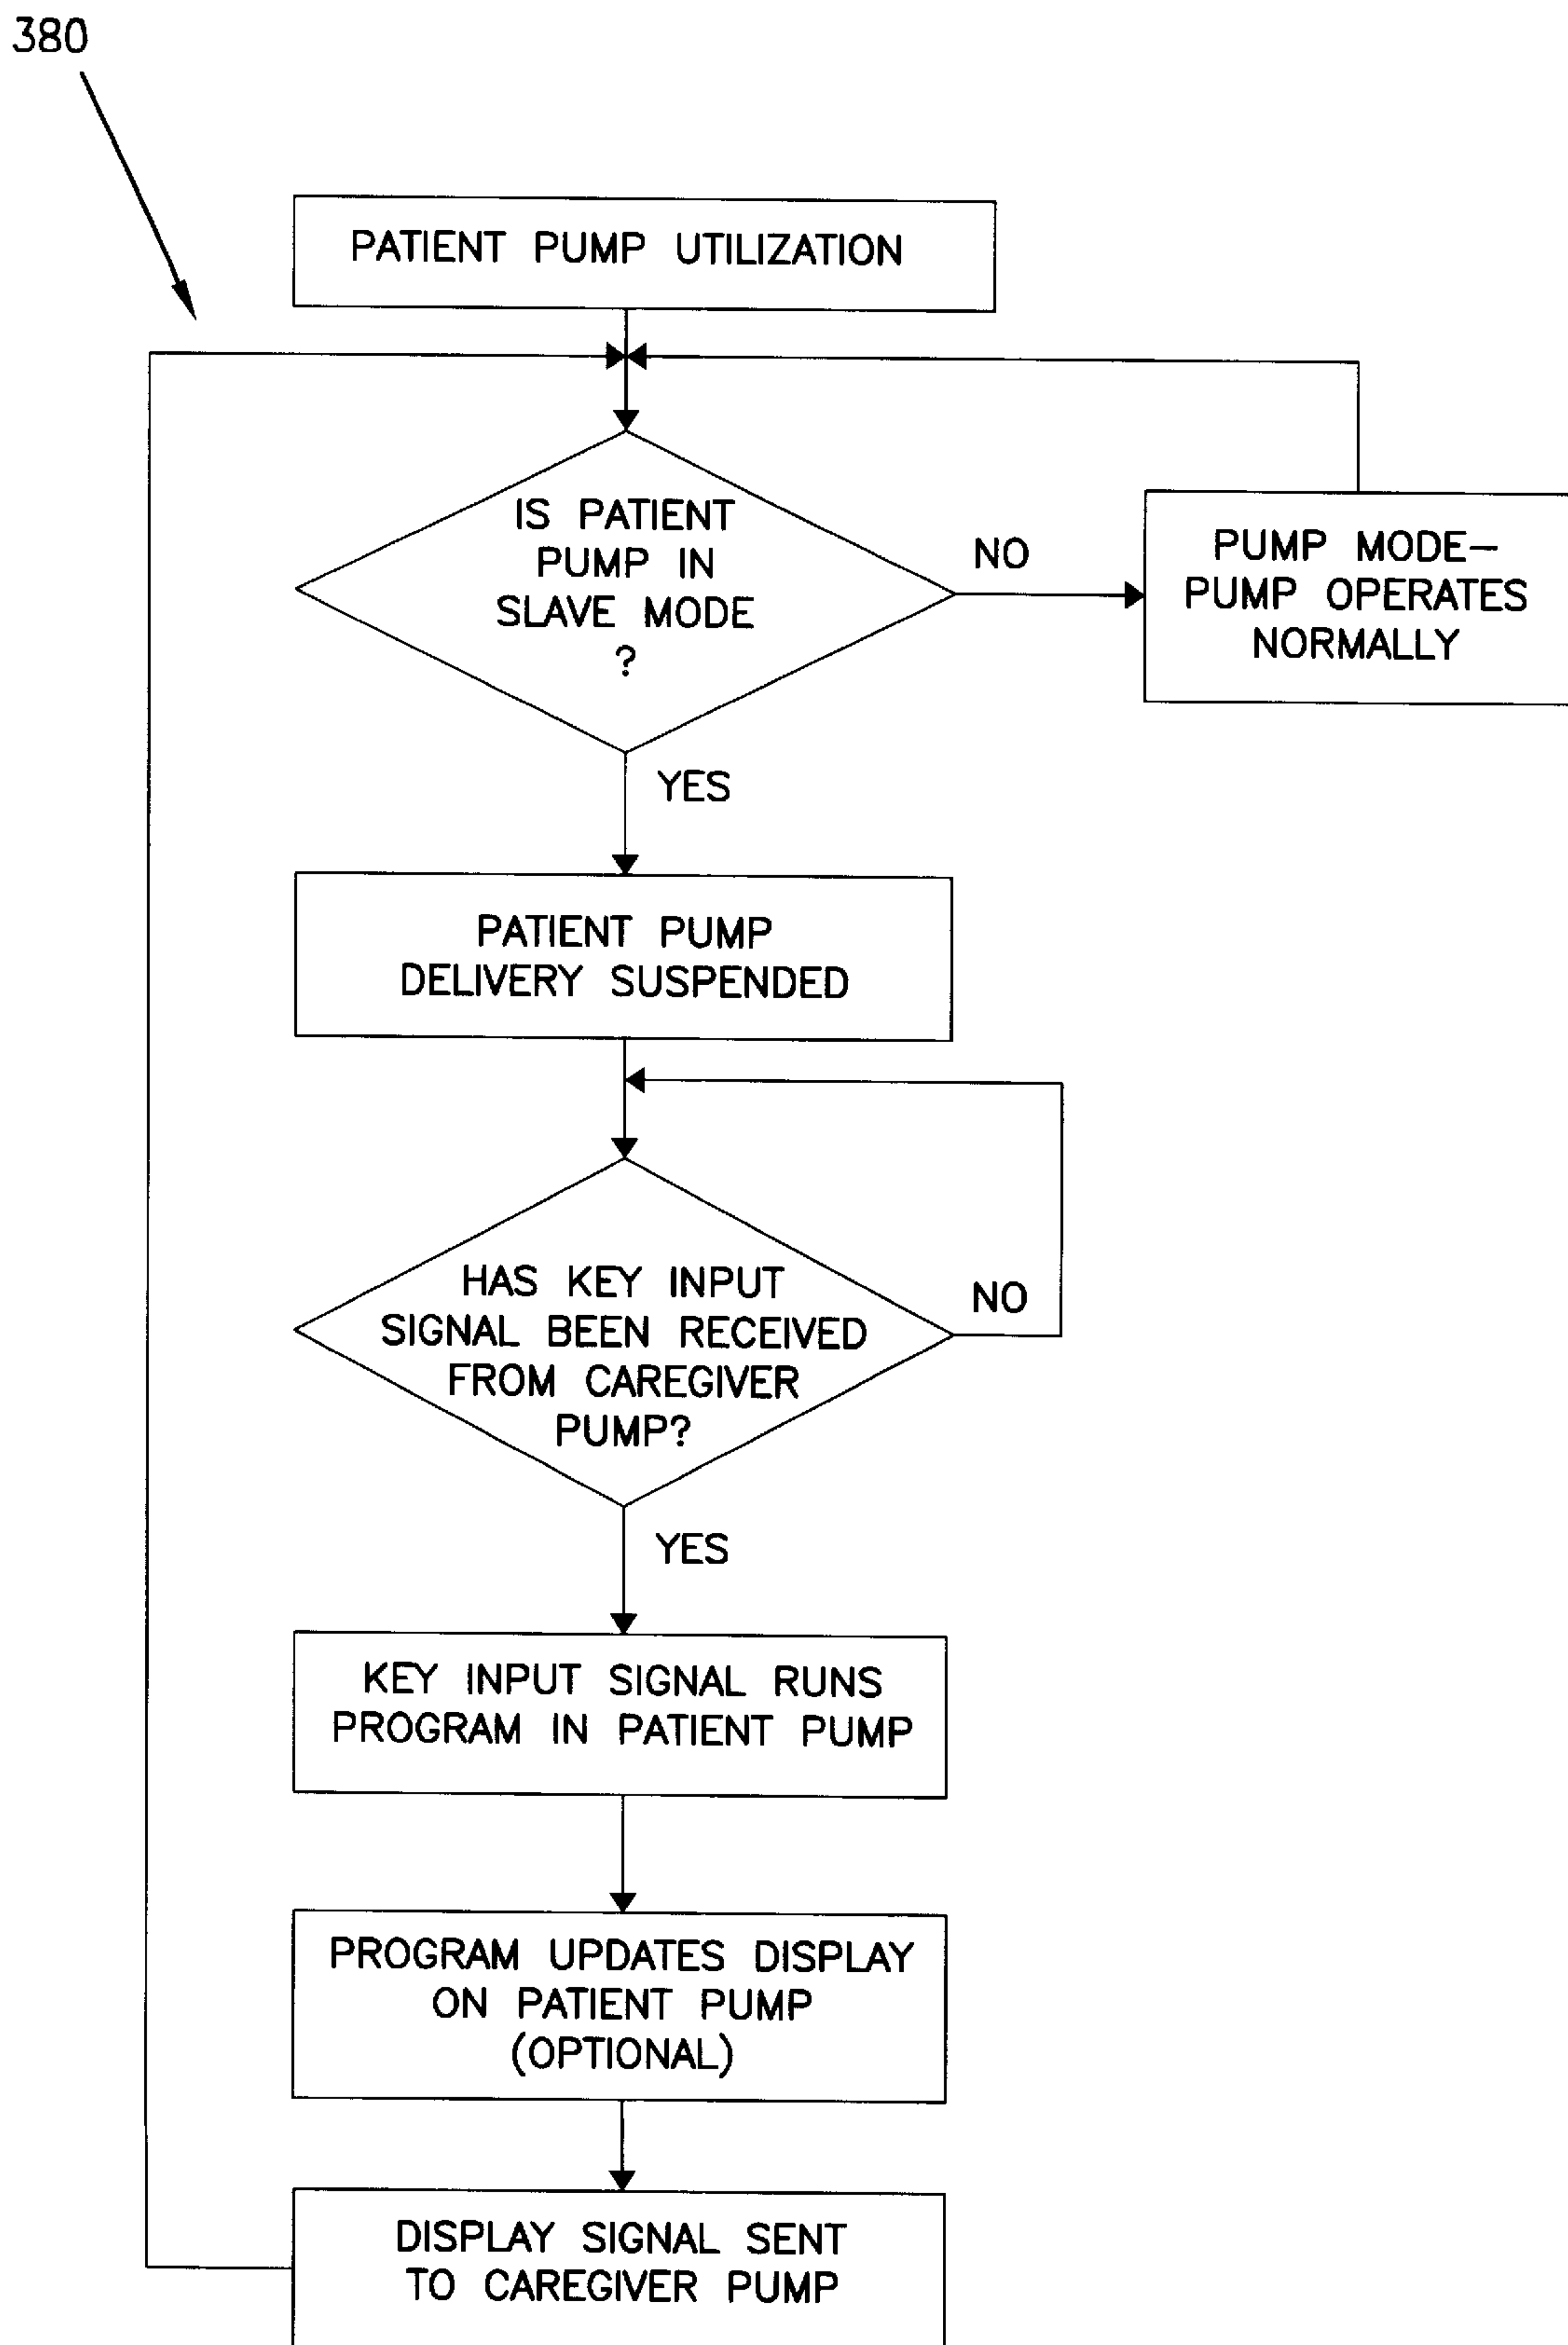 380
PATIENT PUMP UTILIZATION
IS PATIENT
PUMP IN
SLAVE MODE
?
NO
PUMP MODE—
PUMP OPERATES
NORMALLY
YES
PATIENT PUMP
DELIVERY SUSPENDED
HAS KEY INPUT
SIGNAL BEEN RECEIVED
FROM CAREGIVER
PUMP?
NO
YES
KEY INPUT SIGNAL RUNS
PROGRAM IN PATIENT PUMP
PROGRAM UPDATES DISPLAY
ON PATIENT PUMP
(OPTIONAL)
DISPLAY SIGNAL SENT
TO CAREGIVER PUMP